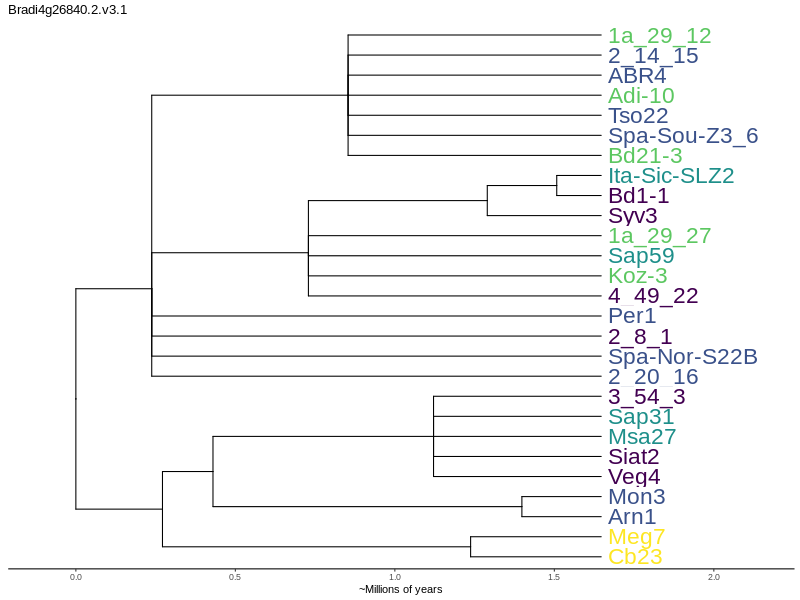 Bradi4g26840.2.v3.1
1a_29_12
2_14_15
ABR4
Adi-10
Tso22
Spa-Sou-Z3_6
Bd21-3
Ita-Sic-SLZ2
Bd1-1
Syv3
1a_29_27
Sap59
Koz-3
4_49_22
Per1
2_8_1
Spa-Nor-S22B
2_20_16
3_54_3
Sap31
Msa27
Siat2
Veg4
Mon3
Arn1
Meg7
Cb23
0.0 0.5 1.0 1.5 2.0
~Millions of years